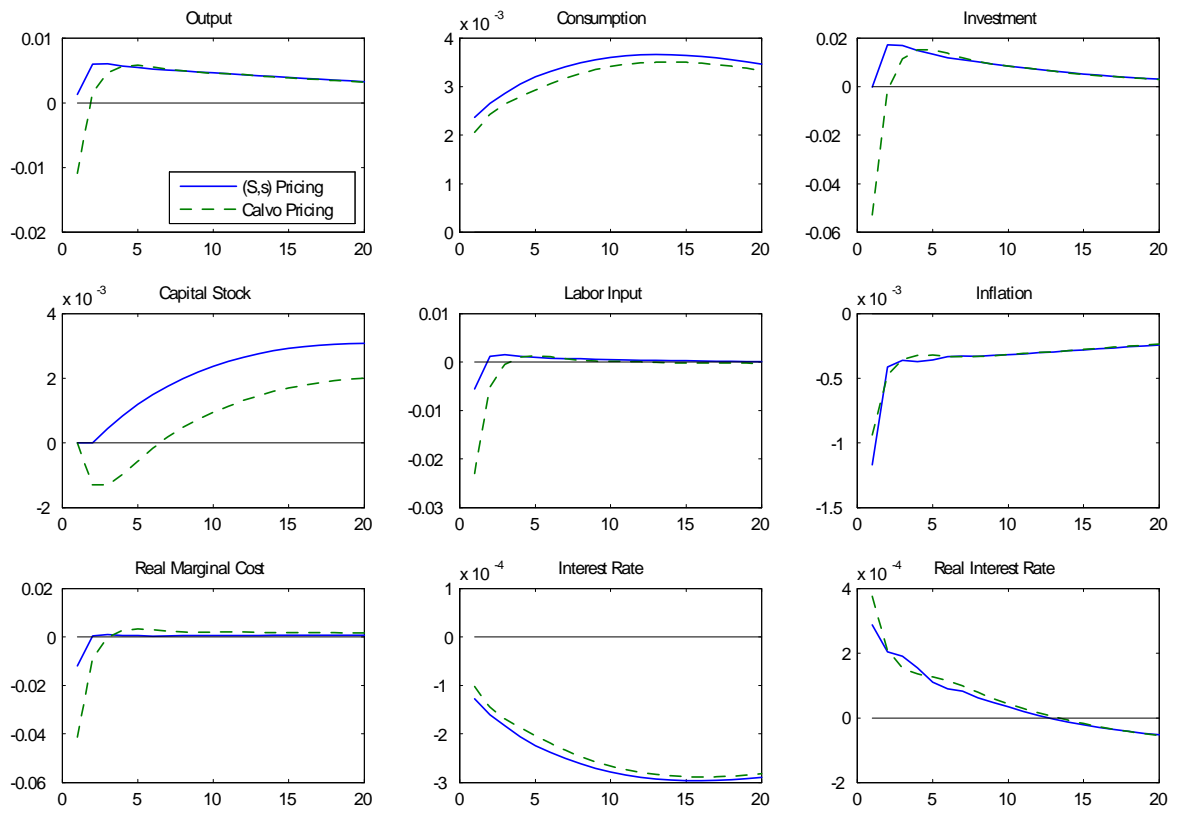 Output
0.01
0
-0.01
-0.02
0 5 10 15 20
(S,s) Pricing
Calvo Pricing
Consumption
x 10 -3
4
3
2
1
0
0 5 10 15 20
Investment
0.02
0
-0.02
-0.04
-0.06
0 5 10 15 20
Capital Stock
x 10 -3
4
2
0
-2
0 5 10 15 20
Labor Input
0.01
0
-0.01
-0.02
-0.03
0 5 10 15 20
Inflation
x 10 -3
0
-0.5
-1
-1.5
0 5 10 15 20
Real Marginal Cost
0.02
0
-0.02
-0.04
-0.06
0 5 10 15 20
Interest Rate
x 10 -4
1
0
-1
-2
-3
0 5 10 15 20
Real Interest Rate
x 10 -4
4
2
0
-2
0 5 10 15 20